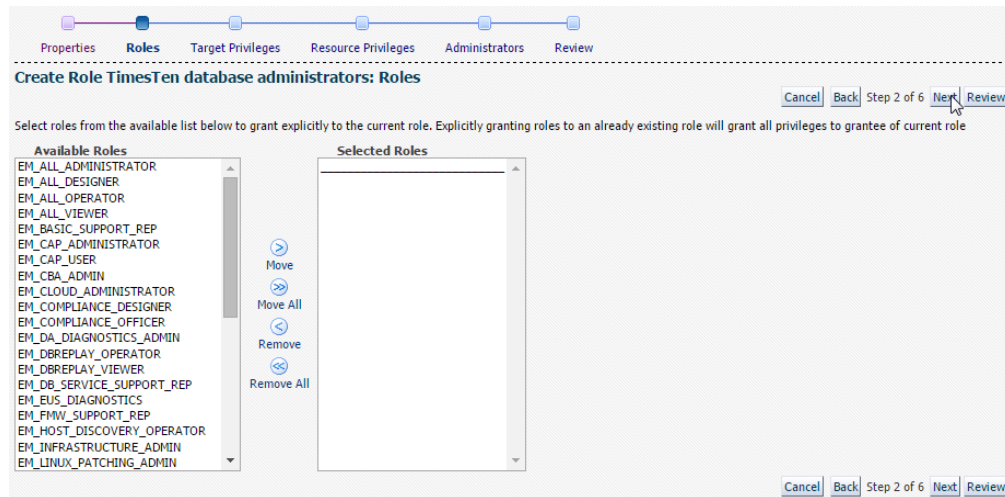 Properties Roles Target Privileges Resource Privileges Administrators Review
Create Role TimesTen database administrators: Roles
Cancel Back Step 2 of 6 Next Review
Select roles from the available list below to grant explicitly to the current role. Explicitly granting roles to an already existing role will grant all privileges to grantee of current role
Available Roles
EM_ALL_ADMINISTRATOR
EM_ALL_DESIGNER
EM_ALL_OPERATOR
EM_ALL_VIEWER
EM_BASIC_SUPPORT_REP
EM_CAP_ADMINISTRATOR
EM_CAP_USER
EM_CBA_ADMIN
EM_CLOUD_ADMINISTRATOR
EM_COMPLIANCE_DESIGNER
EM_COMPLIANCE_OFFICER
EM_DA_DIAGNOSTICS_ADMIN
EM_DBREPLAY_OPERATOR
EM_DBREPLAY_VIEWER
EM_DB_SERVICE_SUPPORT_REP
EM_EUS_DIAGNOSTICS
EM_FMW_SUPPORT_REP
EM_HOST_DISCOVERY_OPERATOR
EM_INFRASTRUCTURE_ADMIN
EM_LINUX_PATCHING_ADMIN
Move
Move All
Remove
Remove All
Selected Roles
Cancel Back Step 2 of 6 Next Review